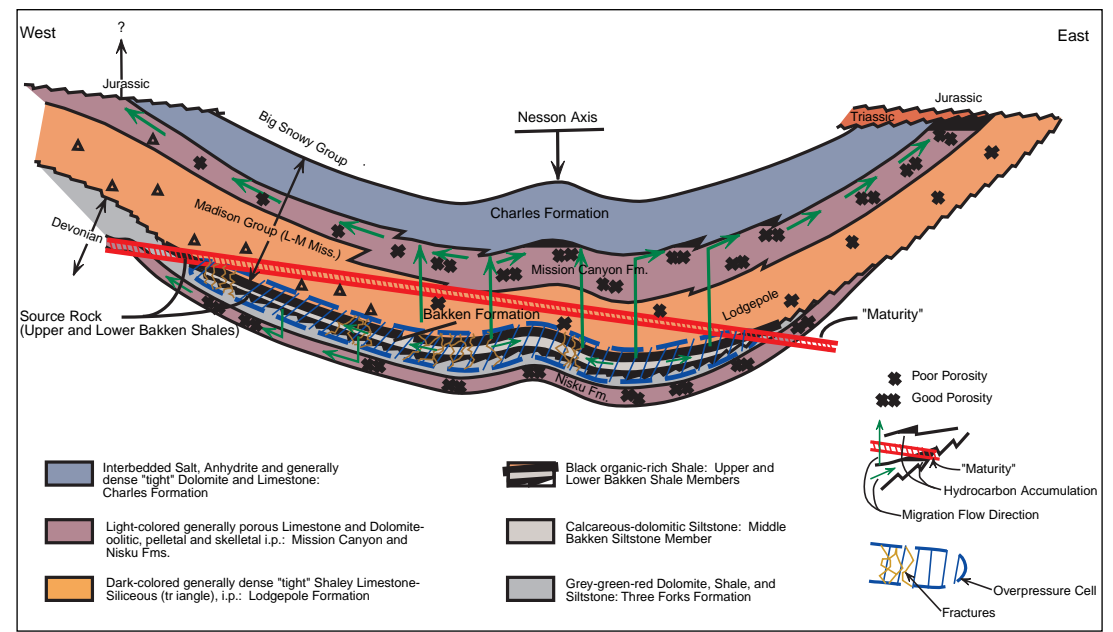 West
East
?
Jurassic
Jurassic
Triassic
Big Snowy Group
Nesson Axis
Charles Formation
Madison Group (L-M Miss.)
Mission Canyon Fm.
Devonian
Lodgepole
Bakken Formation
Source Rock
(Upper and Lower Bakken Shales)
"Maturity"
Nisku Fm.
Poor Porosity
Good Porosity
"Maturity"
Hydrocarbon Accumulation
Migration Flow Direction
Overpressure Cell
Fractures
Interbedded Salt, Anhydrite and generally
dense "tight" Dolomite and Limestone:
Charles Formation
Light-colored generally porous Limestone and Dolomite-
oolitic, pelletal and skelletal i.p.: Mission Canyon and
Nisku Fms.
Dark-colored generally dense "tight" Shaley Limestone-
Siliceous (tr iangle), i.p.: Lodgepole Formation
Black organic-rich Shale: Upper and
Lower Bakken Shale Members
Calcareous-dolomitic Siltstone: Middle
Bakken Siltstone Member
Grey-green-red Dolomite, Shale, and
Siltstone: Three Forks Formation